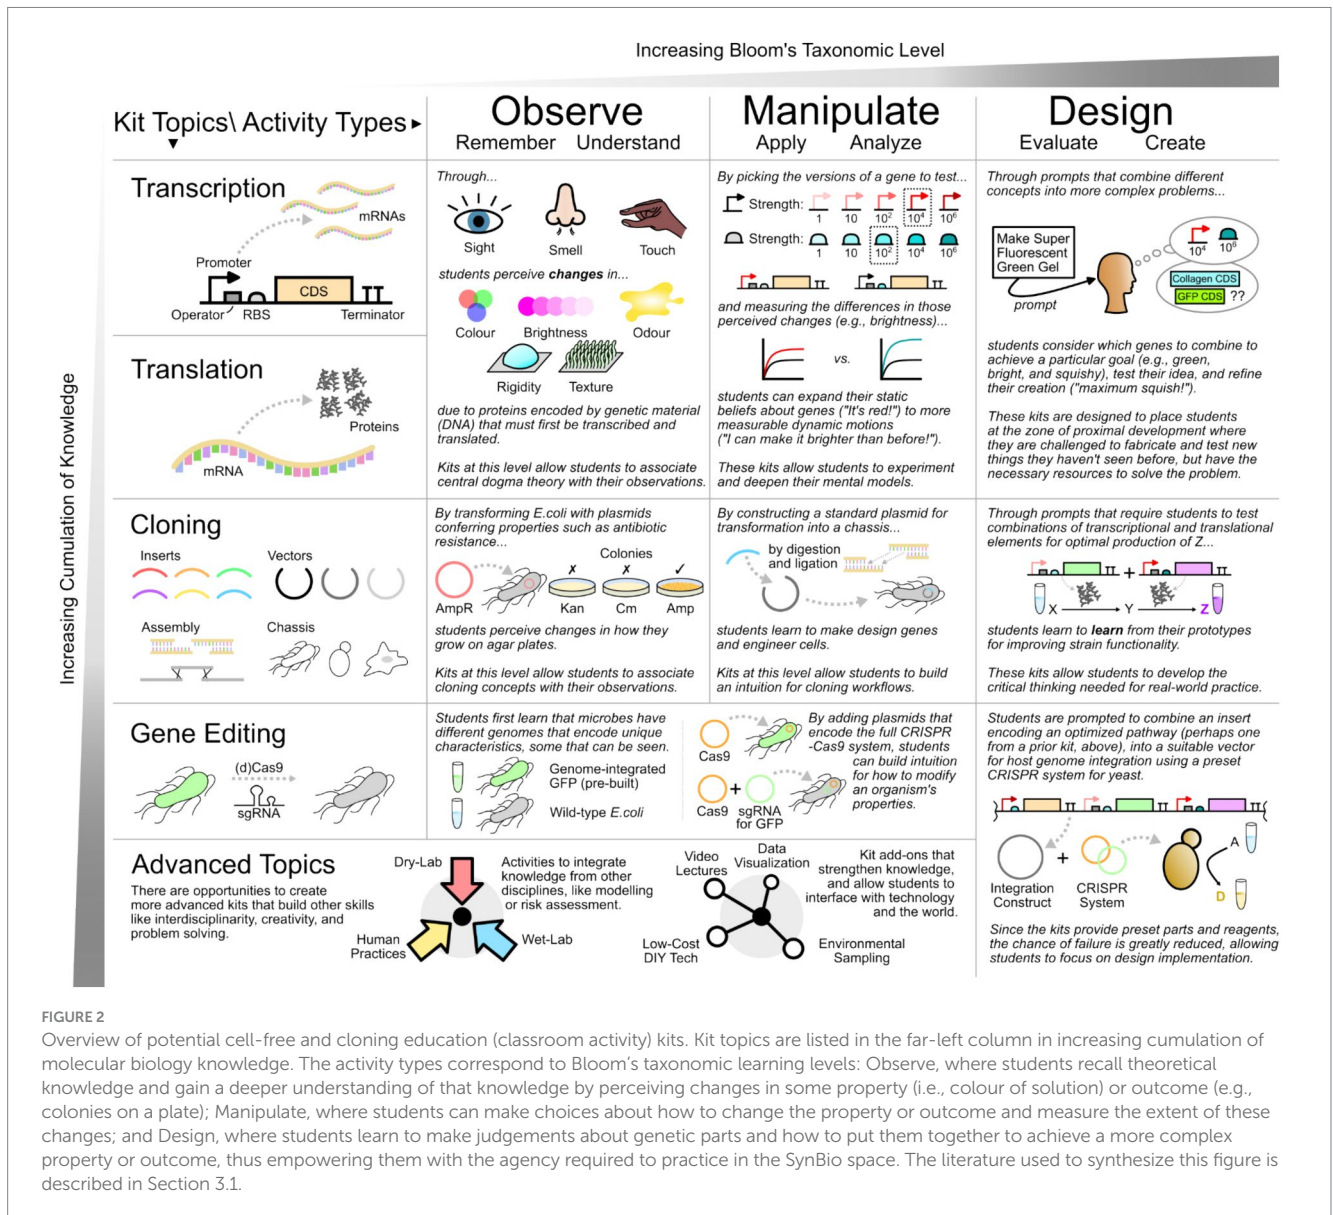 Increasing Bloom's Taxonomic Level
Kit Topics\ Activity Types ▸
▼
Observe
Remember Understand
Manipulate
Apply Analyze
Design
Evaluate Create
Increasing Cumulation of Knowledge
Transcription
mRNAs
Promoter
CDS
Operator RBS Terminator
Translation
Proteins
mRNA
Through...
Sight Smell Touch
students perceive changes in...
Colour Brightness Odour
Rigidity Texture
due to proteins encoded by genetic material
(DNA) that must first be transcribed and
translated.
Kits at this level allow students to associate
central dogma theory with their observations.
By picking the versions of a gene to test...
Strength:
1 10 10² 10⁴ 10⁶
Strength:
1 10 10² 10⁴ 10⁶
and measuring the differences in those
perceived changes (e.g., brightness)...
vs.
students can expand their static
beliefs about genes ("It's red!") to more
measurable dynamic motions
("I can make it brighter than before!").
These kits allow students to experiment
and deepen their mental models.
Through prompts that combine different
concepts into more complex problems...
Make Super
Fluorescent
Green Gel
prompt
10⁴ 10⁶
Collagen CDS
GFP CDS ??
students consider which genes to combine to
achieve a particular goal (e.g., green,
bright, and squishy), test their idea, and refine
their creation ("maximum squish!").
These kits are designed to place students
at the zone of proximal development where
they are challenged to fabricate and test new
things they haven't seen before, but have the
necessary resources to solve the problem.
Cloning
Inserts Vectors
Assembly Chassis
By transforming E.coli with plasmids
conferring properties such as antibiotic
resistance...
Colonies
✗ ✗ ✓
AmpR Kan Cm Amp
students perceive changes in how they
grow on agar plates.
Kits at this level allow students to associate
cloning concepts with their observations.
By constructing a standard plasmid for
transformation into a chassis...
by digestion
and ligation
students learn to make design genes
and engineer cells.
Kits at this level allow students to build
an intuition for cloning workflows.
Through prompts that require students to test
combinations of transcriptional and translational
elements for optimal production of Z...
+
X Y Z
students learn to learn from their prototypes
for improving strain functionality.
These kits allow students to develop the
critical thinking needed for real-world practice.
Gene Editing
(d)Cas9
sgRNA
Students first learn that microbes have
different genomes that encode unique
characteristics, some that can be seen.
Genome-integrated
GFP (pre-built)
Wild-type E.coli
Cas9
+
Cas9 sgRNA
for GFP
By adding plasmids that
encode the full CRISPR
-Cas9 system, students
can build intuition
for how to modify
an organism's
properties.
Students are prompted to combine an insert
encoding an optimized pathway (perhaps one
from a prior kit, above), into a suitable vector
for host genome integration using a preset
CRISPR system for yeast.
+
A
D
Integration
Construct
CRISPR
System
Since the kits provide preset parts and reagents,
the chance of failure is greatly reduced, allowing
students to focus on design implementation.
Advanced Topics
There are opportunities to create
more advanced kits that build other skills
like interdisciplinarity, creativity, and
problem solving.
Dry-Lab
Human
Practices
Wet-Lab
Activities to integrate
knowledge from other
disciplines, like modelling
or risk assessment.
Video
Lectures
Data
Visualization
Low-Cost
DIY Tech
Environmental
Sampling
Kit add-ons that
strengthen knowledge,
and allow students to
interface with technology
and the world.
FIGURE 2
Overview of potential cell-free and cloning education (classroom activity) kits. Kit topics are listed in the far-left column in increasing cumulation of
molecular biology knowledge. The activity types correspond to Bloom's taxonomic learning levels: Observe, where students recall theoretical
knowledge and gain a deeper understanding of that knowledge by perceiving changes in some property (i.e., colour of solution) or outcome (e.g.,
colonies on a plate); Manipulate, where students can make choices about how to change the property or outcome and measure the extent of these
changes; and Design, where students learn to make judgements about genetic parts and how to put them together to achieve a more complex
property or outcome, thus empowering them with the agency required to practice in the SynBio space. The literature used to synthesize this figure is
described in Section 3.1.